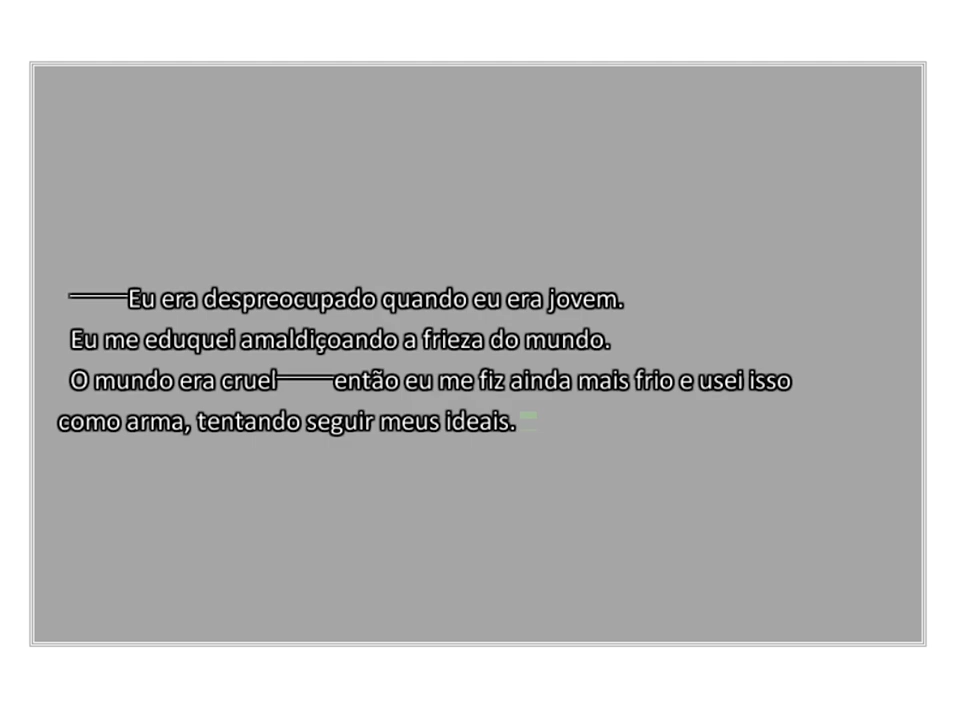 ———Eu era despreocupado quando eu era jovem.
Eu me eduquei amaldiçoando a frieza do mundo.
O mundo era cruel———então eu me fiz ainda mais frio e usei isso
como arma, tentando seguir meus ideais.